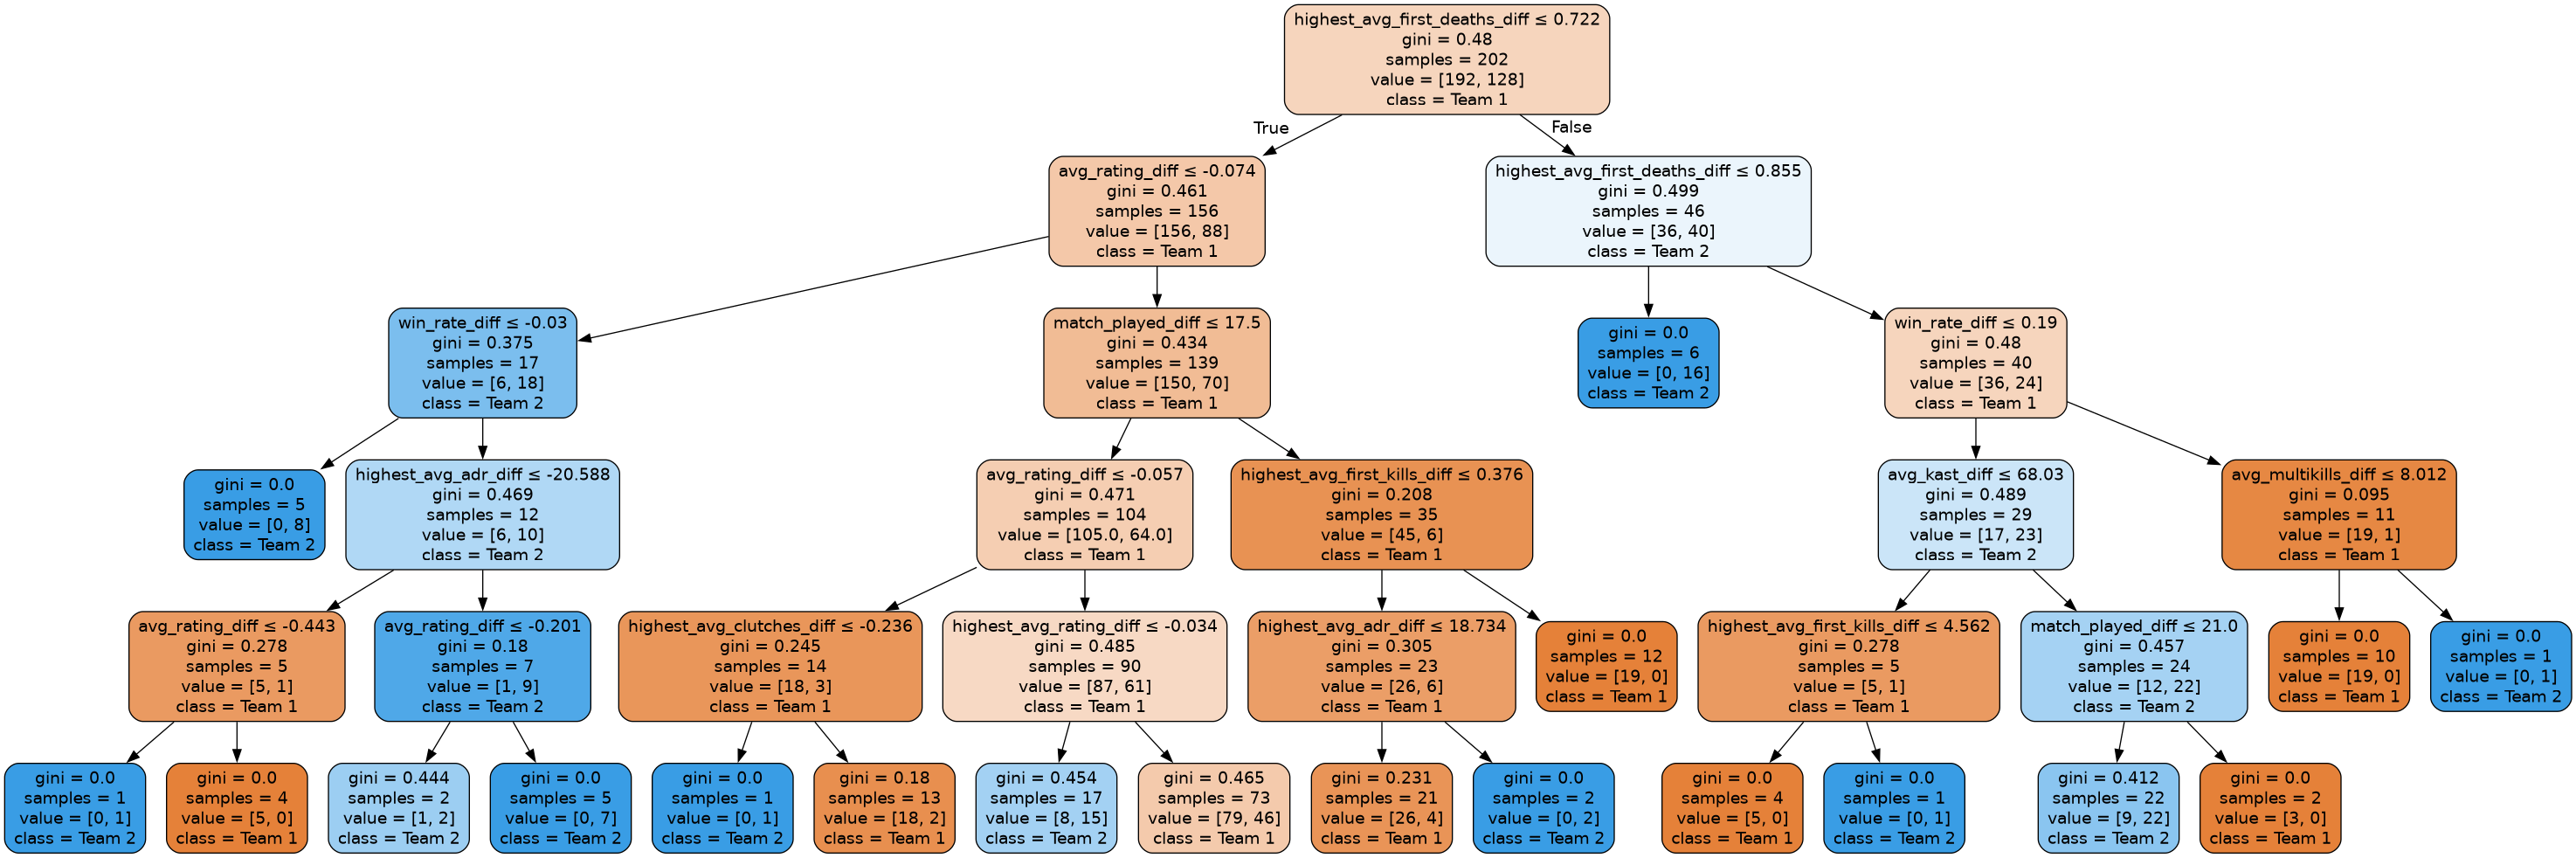 highest_avg_first_deaths_diff ≤ 0.722
gini = 0.48
samples = 202
value = [192, 128]
class = Team 1
True
False
avg_rating_diff ≤ -0.074
gini = 0.461
samples = 156
value = [156, 88]
class = Team 1
highest_avg_first_deaths_diff ≤ 0.855
gini = 0.499
samples = 46
value = [36, 40]
class = Team 2
win_rate_diff ≤ -0.03
gini = 0.375
samples = 17
value = [6, 18]
class = Team 2
match_played_diff ≤ 17.5
gini = 0.434
samples = 139
value = [150, 70]
class = Team 1
gini = 0.0
samples = 6
value = [0, 16]
class = Team 2
win_rate_diff ≤ 0.19
gini = 0.48
samples = 40
value = [36, 24]
class = Team 1
gini = 0.0
samples = 5
value = [0, 8]
class = Team 2
highest_avg_adr_diff ≤ -20.588
gini = 0.469
samples = 12
value = [6, 10]
class = Team 2
avg_rating_diff ≤ -0.057
gini = 0.471
samples = 104
value = [105.0, 64.0]
class = Team 1
highest_avg_first_kills_diff ≤ 0.376
gini = 0.208
samples = 35
value = [45, 6]
class = Team 1
avg_kast_diff ≤ 68.03
gini = 0.489
samples = 29
value = [17, 23]
class = Team 2
avg_multikills_diff ≤ 8.012
gini = 0.095
samples = 11
value = [19, 1]
class = Team 1
avg_rating_diff ≤ -0.443
gini = 0.278
samples = 5
value = [5, 1]
class = Team 1
avg_rating_diff ≤ -0.201
gini = 0.18
samples = 7
value = [1, 9]
class = Team 2
highest_avg_clutches_diff ≤ -0.236
gini = 0.245
samples = 14
value = [18, 3]
class = Team 1
highest_avg_rating_diff ≤ -0.034
gini = 0.485
samples = 90
value = [87, 61]
class = Team 1
highest_avg_adr_diff ≤ 18.734
gini = 0.305
samples = 23
value = [26, 6]
class = Team 1
gini = 0.0
samples = 12
value = [19, 0]
class = Team 1
highest_avg_first_kills_diff ≤ 4.562
gini = 0.278
samples = 5
value = [5, 1]
class = Team 1
match_played_diff ≤ 21.0
gini = 0.457
samples = 24
value = [12, 22]
class = Team 2
gini = 0.0
samples = 10
value = [19, 0]
class = Team 1
gini = 0.0
samples = 1
value = [0, 1]
class = Team 2
gini = 0.0
samples = 1
value = [0, 1]
class = Team 2
gini = 0.0
samples = 4
value = [5, 0]
class = Team 1
gini = 0.444
samples = 2
value = [1, 2]
class = Team 2
gini = 0.0
samples = 5
value = [0, 7]
class = Team 2
gini = 0.0
samples = 1
value = [0, 1]
class = Team 2
gini = 0.18
samples = 13
value = [18, 2]
class = Team 1
gini = 0.454
samples = 17
value = [8, 15]
class = Team 2
gini = 0.465
samples = 73
value = [79, 46]
class = Team 1
gini = 0.231
samples = 21
value = [26, 4]
class = Team 1
gini = 0.0
samples = 2
value = [0, 2]
class = Team 2
gini = 0.0
samples = 4
value = [5, 0]
class = Team 1
gini = 0.0
samples = 1
value = [0, 1]
class = Team 2
gini = 0.412
samples = 22
value = [9, 22]
class = Team 2
gini = 0.0
samples = 2
value = [3, 0]
class = Team 1